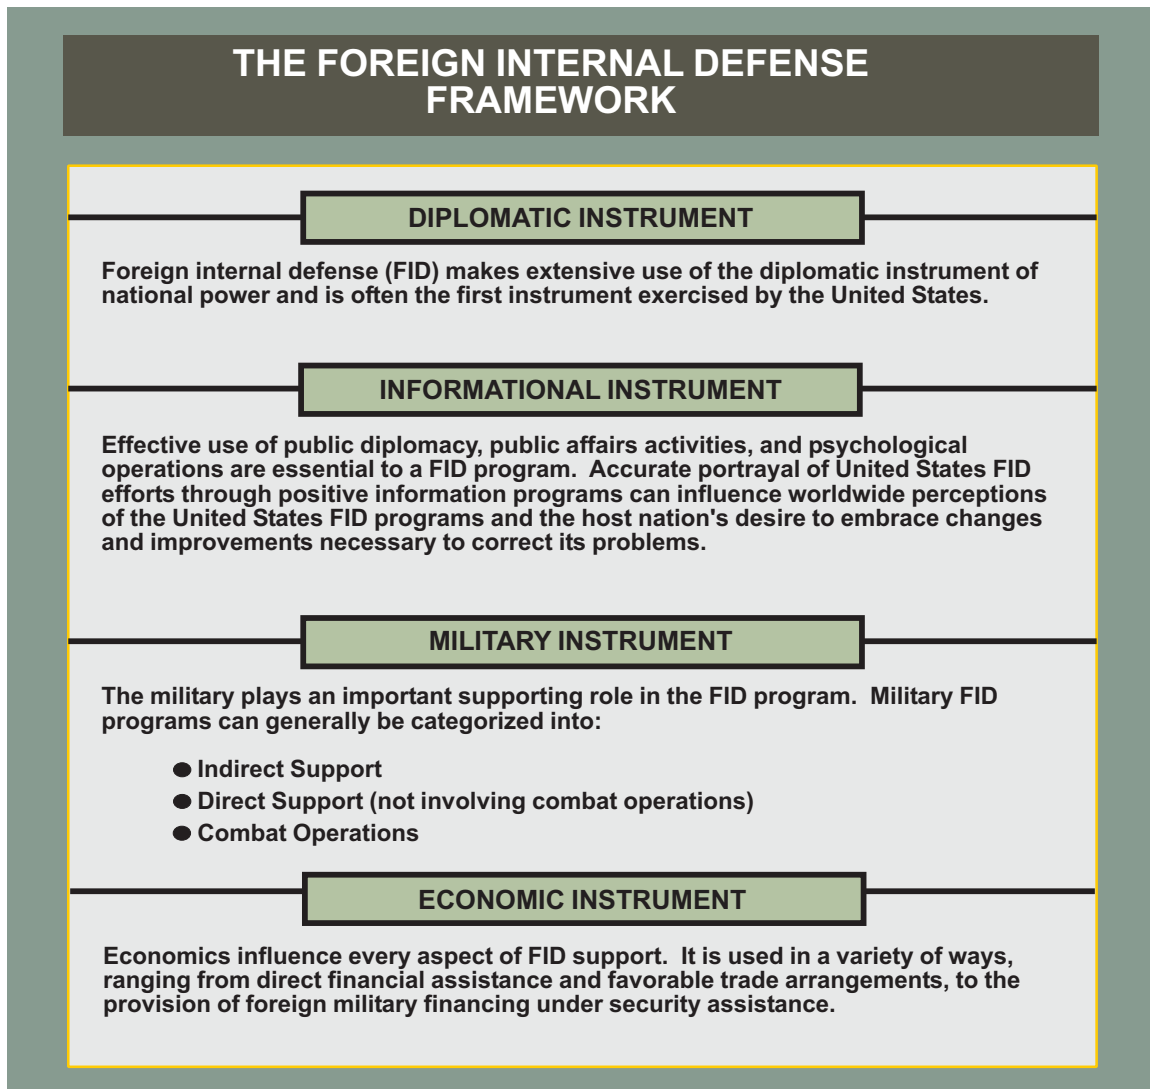 THE FOREIGN INTERNAL DEFENSE
FRAMEWORK
DIPLOMATIC INSTRUMENT
Foreign internal defense (FID) makes extensive use of the diplomatic instrument of
national power and is often the first instrument exercised by the United States.
INFORMATIONAL INSTRUMENT
Effective use of public diplomacy, public affairs activities, and psychological
operations are essential to a FID program.  Accurate portrayal of United States FID
efforts through positive information programs can influence worldwide perceptions
of the United States FID programs and the host nation's desire to embrace changes
and improvements necessary to correct its problems.
MILITARY INSTRUMENT
The military plays an important supporting role in the FID program.  Military FID
programs can generally be categorized into:
● Indirect Support
● Direct Support (not involving combat operations)
● Combat Operations
ECONOMIC INSTRUMENT
Economics influence every aspect of FID support.  It is used in a variety of ways,
ranging from direct financial assistance and favorable trade arrangements, to the
provision of foreign military financing under security assistance.